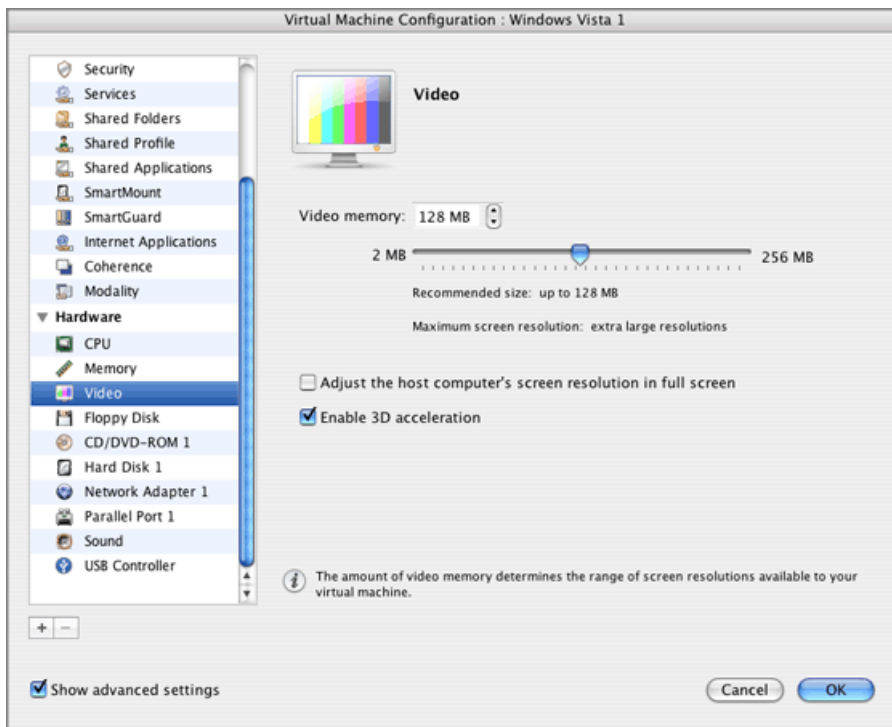 Virtual Machine Configuration : Windows Vista 1
Security
Services
Shared Folders
Shared Profile
Shared Applications
SmartMount
SmartGuard
Internet Applications
Coherence
Modality
Hardware
CPU
Memory
Video
Floppy Disk
CD/DVD-ROM 1
Hard Disk 1
Network Adapter 1
Parallel Port 1
Sound
USB Controller
Video
Video memory: 128 MB
2 MB 256 MB
Recommended size: up to 128 MB
Maximum screen resolution: extra large resolutions
Adjust the host computer's screen resolution in full screen
Enable 3D acceleration
The amount of video memory determines the range of screen resolutions available to your
virtual machine.
+ −
Show advanced settings
Cancel OK